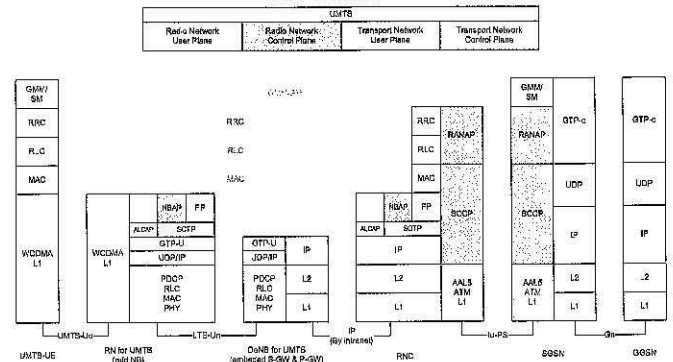 UMTS
Radio Network
User Plane
Radio Network
Control Plane
Transport Network
User Plane
Transport Network
Control Plane
GMM/
SM
RRC
RLC
MAC
WCDMA
L1
UMTS-Uu
UMTS-UE
WCDMA
L1
NBAP
FP
ALCAP
SCTP
GTP-U
UDP/IP
PDCP
RLC
MAC
PHY
RN for UMTS
LTE-Un
RRC
RLC
MAC
GTP-U
UDP/IP
PDCP
RLC
MAC
PHY
IP
L2
L1
DeNB for UMTS
(embeded S-GW & P-GW)
IP
(By intranet)
RRC
RLC
MAC
NBAP
FP
ALCAP
SCTP
IP
L2
L1
RANAP
SCCP
AAL5
ATM
L1
RNC
Iu-PS
GMM/
SM
RANAP
SCCP
AAL5
ATM
L1
GTP-c
UDP
IP
L2
L1
SGSN
Gn
GTP-c
UDP
IP
L2
L1
GGSN